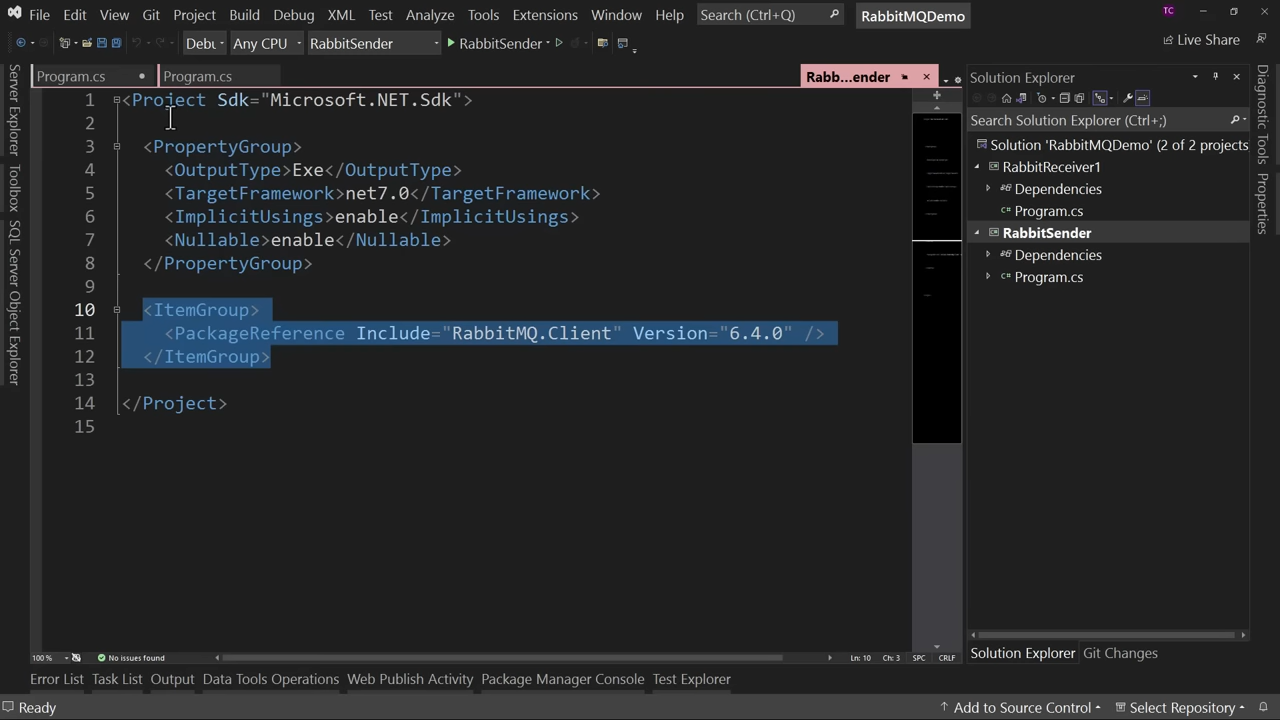 File Edit View Git Project Build Debug XML Test Analyze Tools Extensions Window Help Search (Ctrl+Q) RabbitMQDemo TC
Debu Any CPU RabbitSender RabbitSender Live Share
Program.cs Program.cs Rabb...ender
Server Explorer
Toolbox
SQL Server Object Explorer
1 <Project Sdk="Microsoft.NET.Sdk">
2
3 <PropertyGroup>
4 <OutputType>Exe</OutputType>
5 <TargetFramework>net7.0</TargetFramework>
6 <ImplicitUsings>enable</ImplicitUsings>
7 <Nullable>enable</Nullable>
8 </PropertyGroup>
9
10 <ItemGroup>
11 <PackageReference Include="RabbitMQ.Client" Version="6.4.0" />
12 </ItemGroup>
13
14 </Project>
15
100 % No issues found Ln: 10 Ch: 3 SPC CRLF
Solution Explorer
Search Solution Explorer (Ctrl+;)
Solution 'RabbitMQDemo' (2 of 2 projects
RabbitReceiver1
Dependencies
C# Program.cs
RabbitSender
Dependencies
C# Program.cs
Solution Explorer Git Changes
Diagnostic Tools
Properties
Error List Task List Output Data Tools Operations Web Publish Activity Package Manager Console Test Explorer
Ready Add to Source Control Select Repository